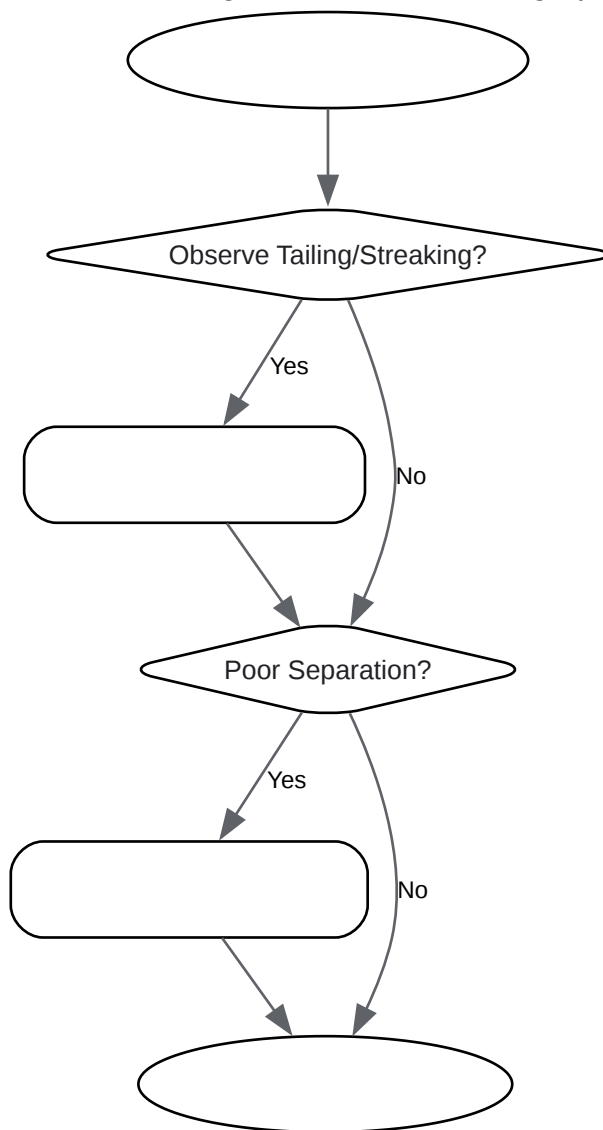 Observe Tailing/Streaking?
Yes
No
Poor Separation?
Yes
No